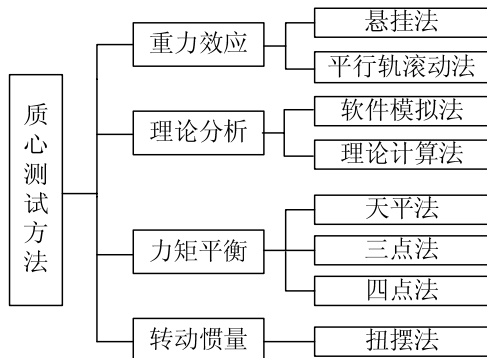 质心测试方法
重力效应
悬挂法
平行轨滚动法
理论分析
软件模拟法
理论计算法
力矩平衡
天平法
三点法
四点法
转动惯量
扭摆法